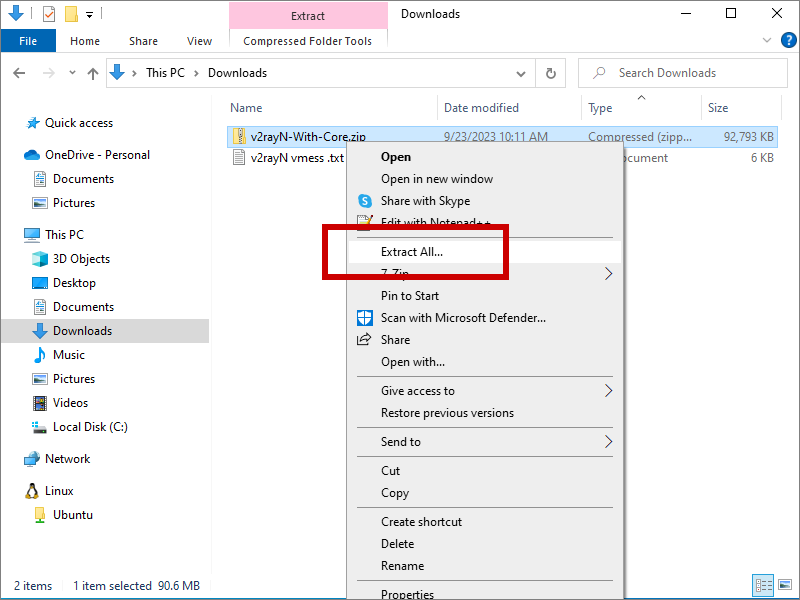 Extract
Downloads
File
Home
Share
View
Compressed Folder Tools
?
This PC
Downloads
Search Downloads
Name
Date modified
Type
Size
v2rayN-With-Core.zip
9/23/2023 10:11 AM
Compressed (zipp...
92,793 KB
v2rayN vmess .txt
ocument
6 KB
Quick access
OneDrive - Personal
Documents
Pictures
This PC
3D Objects
Desktop
Documents
Downloads
Music
Pictures
Videos
Local Disk (C:)
Network
Linux
Ubuntu
Open
Open in new window
Share with Skype
Edit with Notepad++
Extract All...
7-Zip
Pin to Start
Scan with Microsoft Defender...
Share
Open with...
Give access to
Restore previous versions
Send to
Cut
Copy
Create shortcut
Delete
Rename
Properties
2 items
1 item selected 90.6 MB